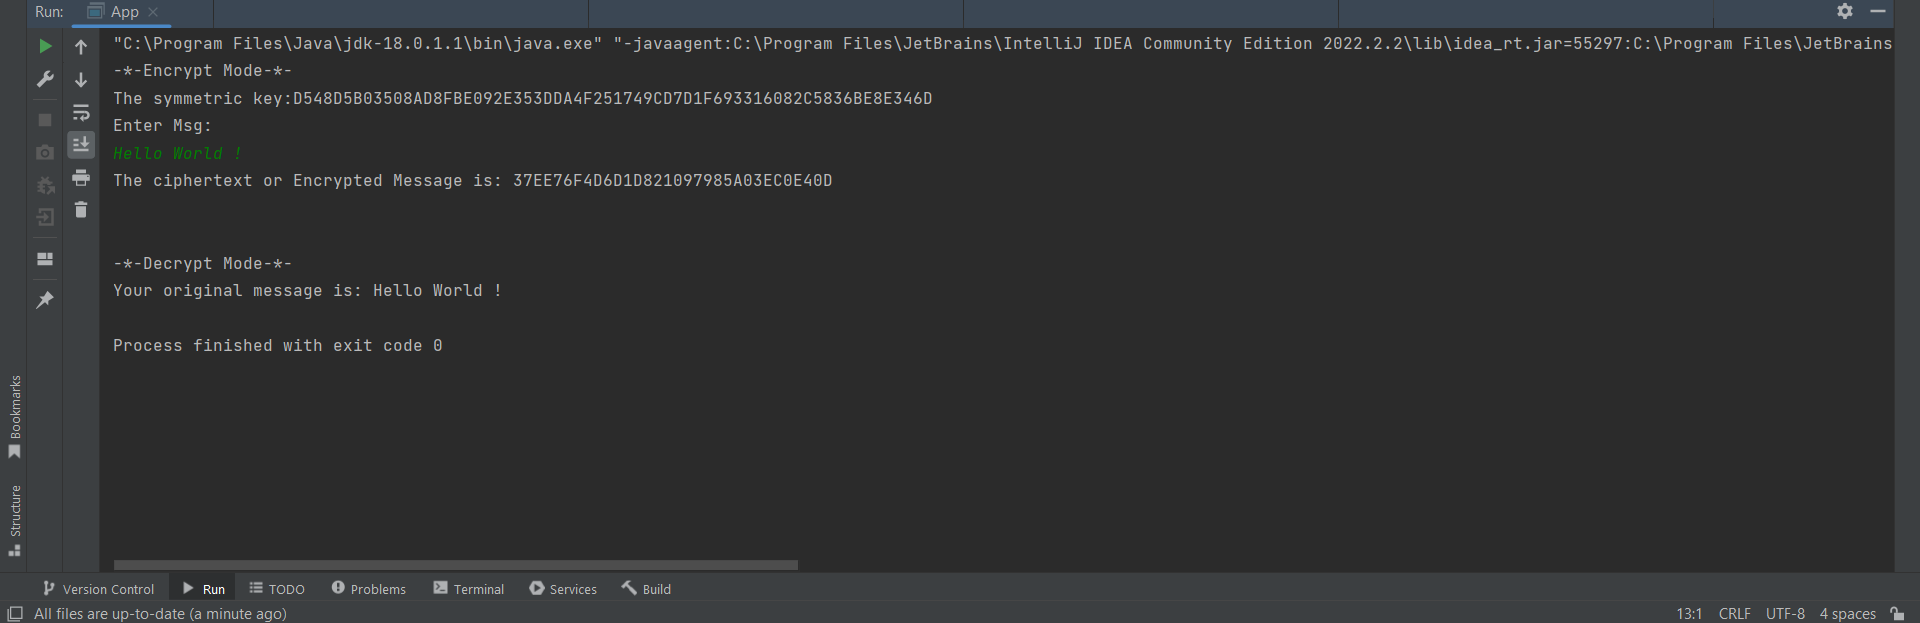 Run: App
"C:\Program Files\Java\jdk-18.0.1.1\bin\java.exe" "-javaagent:C:\Program Files\JetBrains\IntelliJ IDEA Community Edition 2022.2.2\lib\idea_rt.jar=55297:C:\Program Files\JetBrains
-*-Encrypt Mode-*-
The symmetric key:D548D5B03508AD8FBE092E353DDA4F251749CD7D1F693316082C5836BE8E346D
Enter Msg:
Hello World !
The ciphertext or Encrypted Message is: 37EE76F4D6D1D821097985A03EC0E40D
-*-Decrypt Mode-*-
Your original message is: Hello World !
Process finished with exit code 0
Bookmarks
Structure
Version Control Run TODO Problems Terminal Services Build
All files are up-to-date (a minute ago) 13:1 CRLF UTF-8 4 spaces